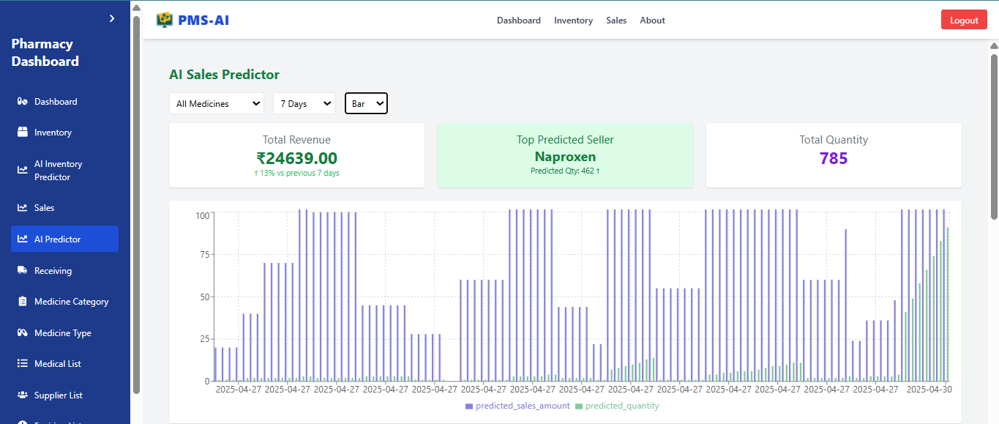 Pharmacy
Dashboard
Dashboard
Inventory
AI Inventory
Predictor
Sales
AI Predictor
Receiving
Medicine Category
Medicine Type
Medical List
Supplier List
PMS-AI
Dashboard Inventory Sales About
Logout
AI Sales Predictor
All Medicines 7 Days Bar
Total Revenue
₹24639.00
↑ 13% vs previous 7 days
Top Predicted Seller
Naproxen
Predicted Qty: 462 ↑
Total Quantity
785
100
75
50
25
0
2025-04-27 2025-04-27 2025-04-27 2025-04-27 2025-04-27 2025-04-27 2025-04-27 2025-04-27 2025-04-27 2025-04-27 2025-04-27 2025-04-27 2025-04-27 2025-04-27 2025-04-30
predicted_sales_amount predicted_quantity